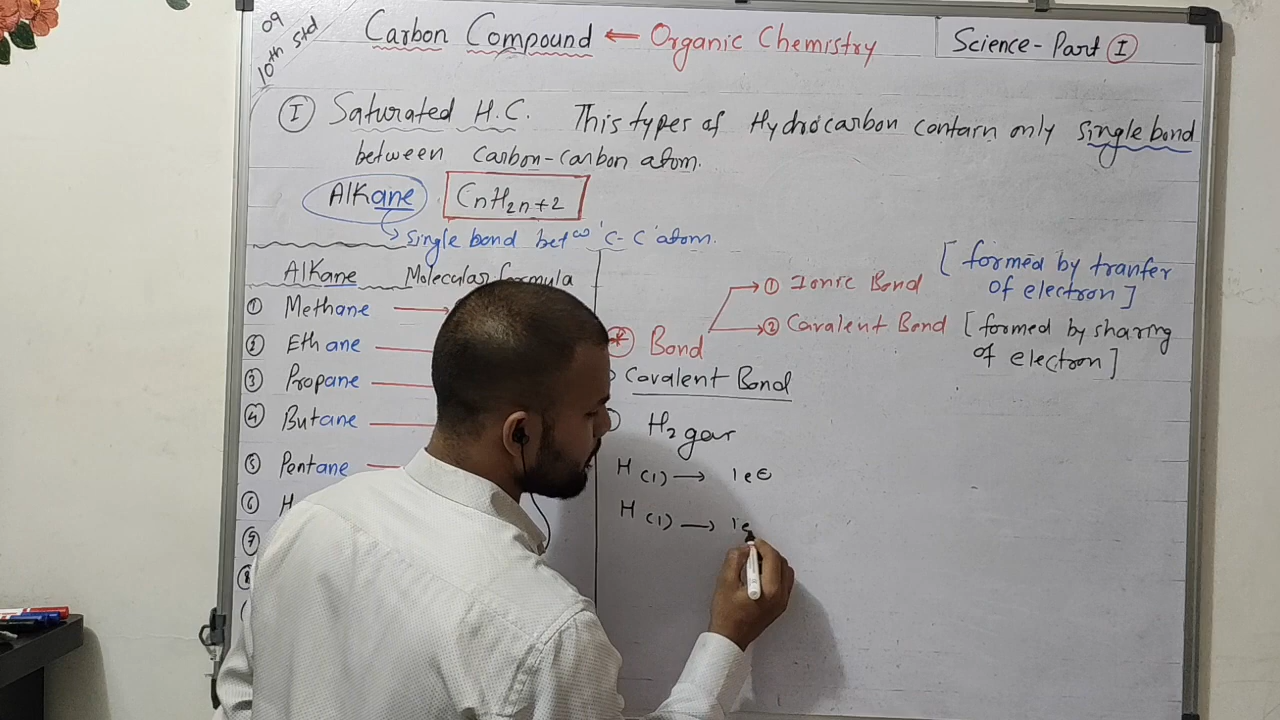 09
10th std
Carbon Compound ← Organic Chemistry
Science-Part I
I Saturated H.C. This types of Hydrocarbon contain only single bond
between Carbon-Carbon atom.
Alkane CnH2n+2
single bond betⁿ 'C-C' atom.
Alkane Molecular formula
1 Methane
2 Ethane
3 Propane
4 Butane
5 Pentane
6 H
7
8
* Bond
1 Ionic Bond [formed by tranfer
of electron]
2 Covalent Bond [formed by sharing
of electron]
Covalent Bond
H2 gas
H (1) → 1e⊖
H (1) → 1e